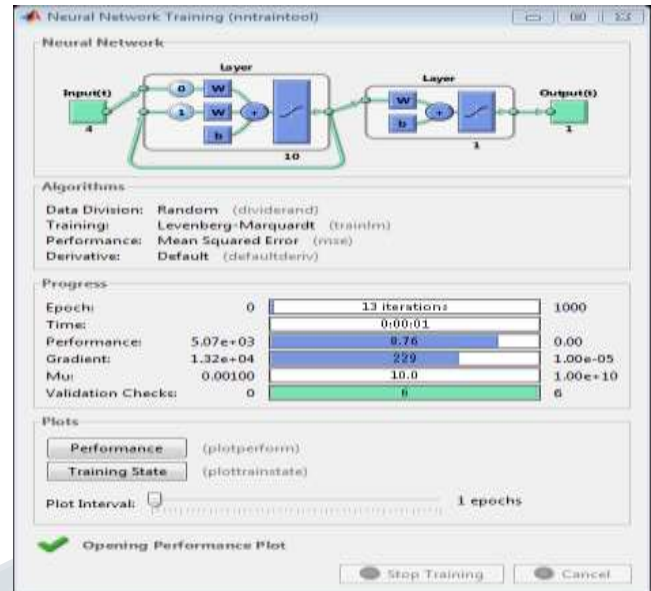 Neural Network Training (nntraintool)
Neural Network
Layer
Layer
Input(t)
Output(t)
0
W
1
W
b
+
W
b
+
4
10
1
1
Algorithms
Data Division: Random (dividerand)
Training: Levenberg-Marquardt (trainlm)
Performance: Mean Squared Error (mse)
Derivative: Default (defaultderiv)
Progress
Epoch: 0 13 iterations 1000
Time: 0:00:01
Performance: 5.07e+03 0.00
Gradient: 1.32e+04 229 1.00e-05
Mu: 0.00100 10.0 1.00e+10
Validation Checks: 0 6 6
Plots
Performance (plotperform)
Training State (plottrainstate)
Plot Interval: 1 epochs
Opening Performance Plot
Stop Training Cancel